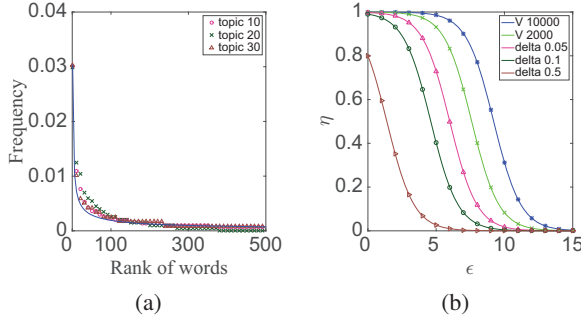 topic 10
topic 20
topic 30
0.04
0.03
0.02
0.01
0
Frequency
0 100 300 500
Rank of words
(a)
V 10000
V 2000
delta 0.05
delta 0.1
delta 0.5
1
0.8
0.6
0.4
0.2
0
η
0 5 10 15
ϵ
(b)